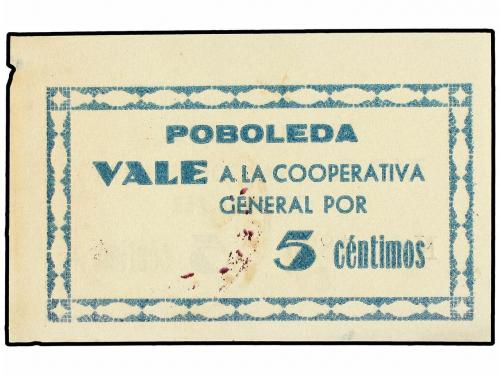 POBOLEDA
VALE A LA COOPERATIVA
GENERAL POR
5 céntimos